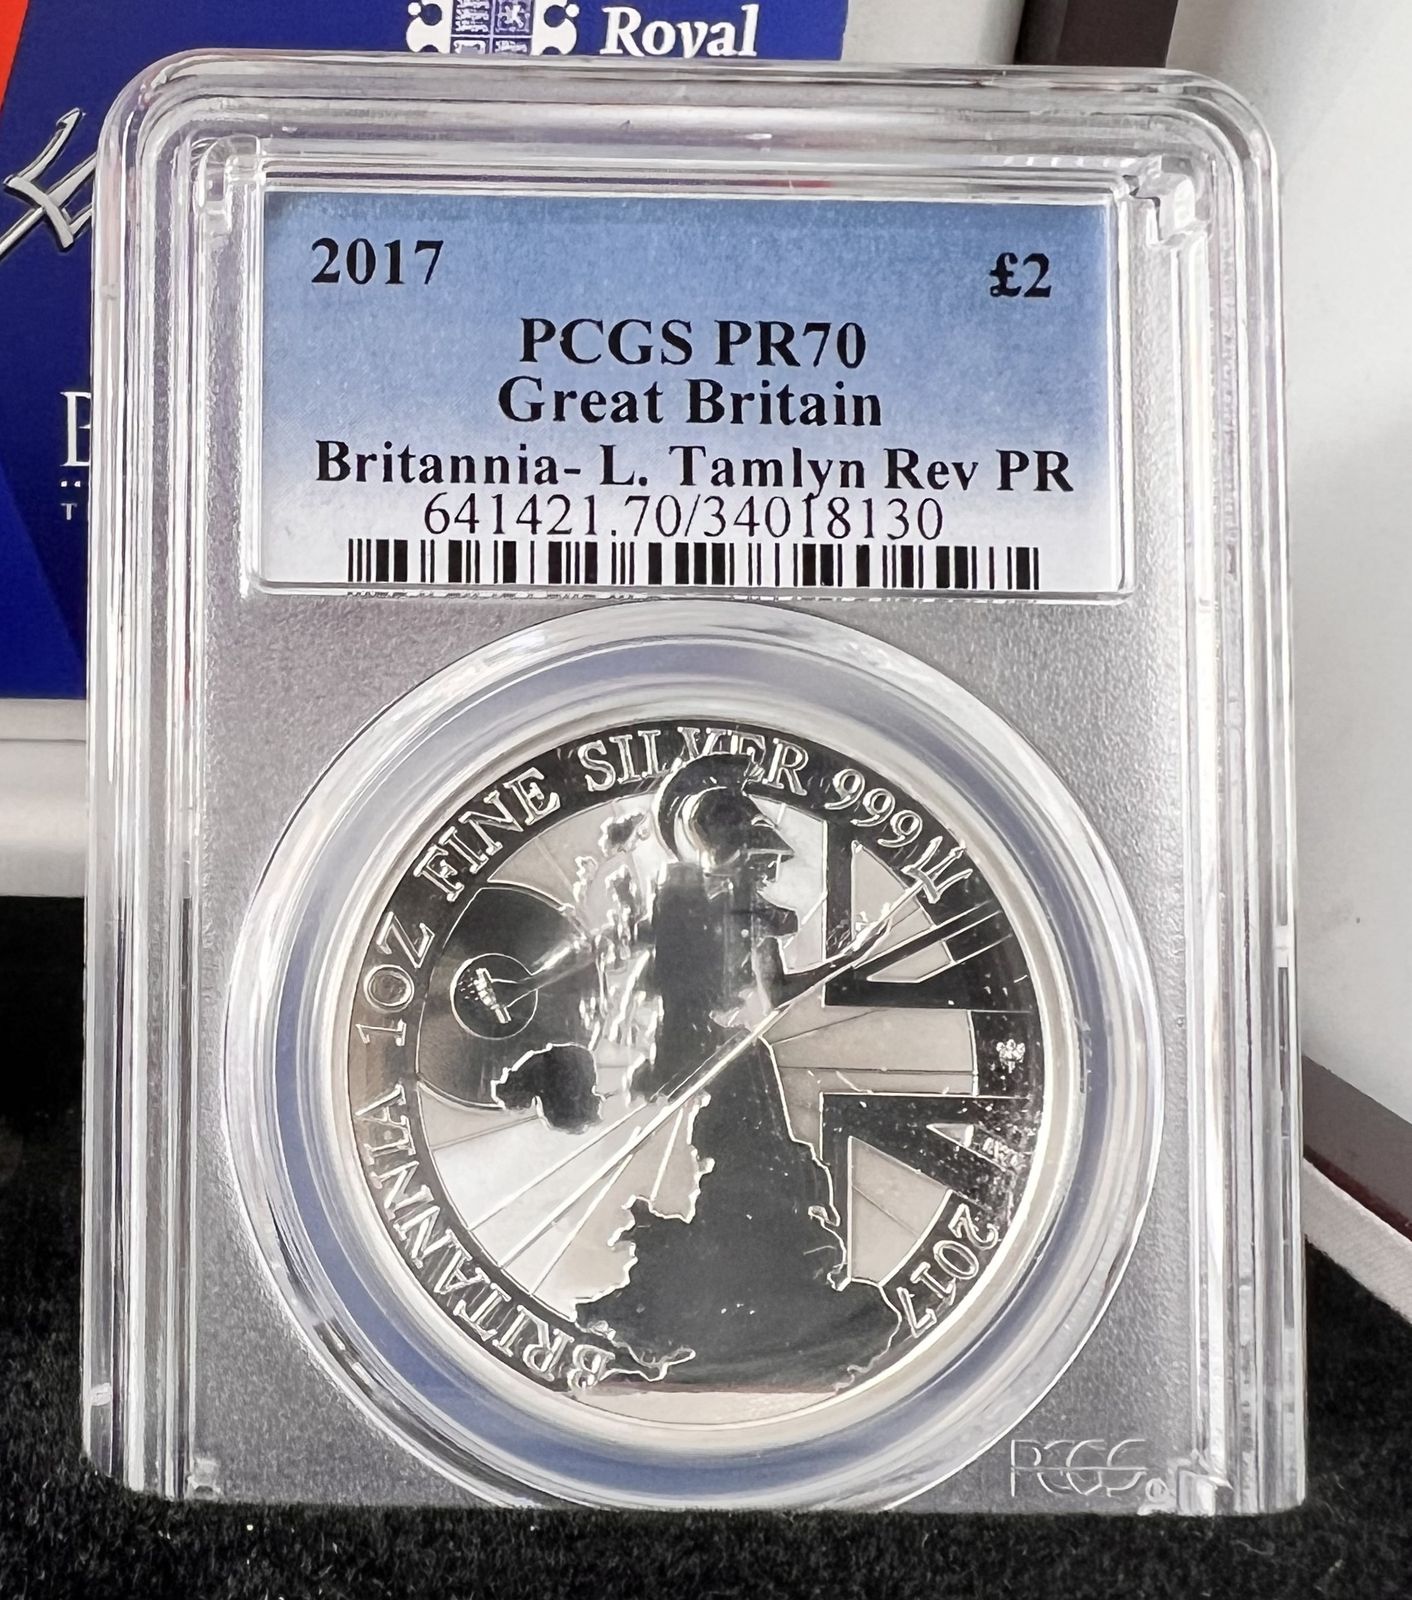 Royal
2017
£2
PCGS PR70
Great Britain
Britannia- L. Tamlyn Rev PR
641421.70/34018130
BRITANNIA 1OZ FINE SILVER 999 2017
PCGS